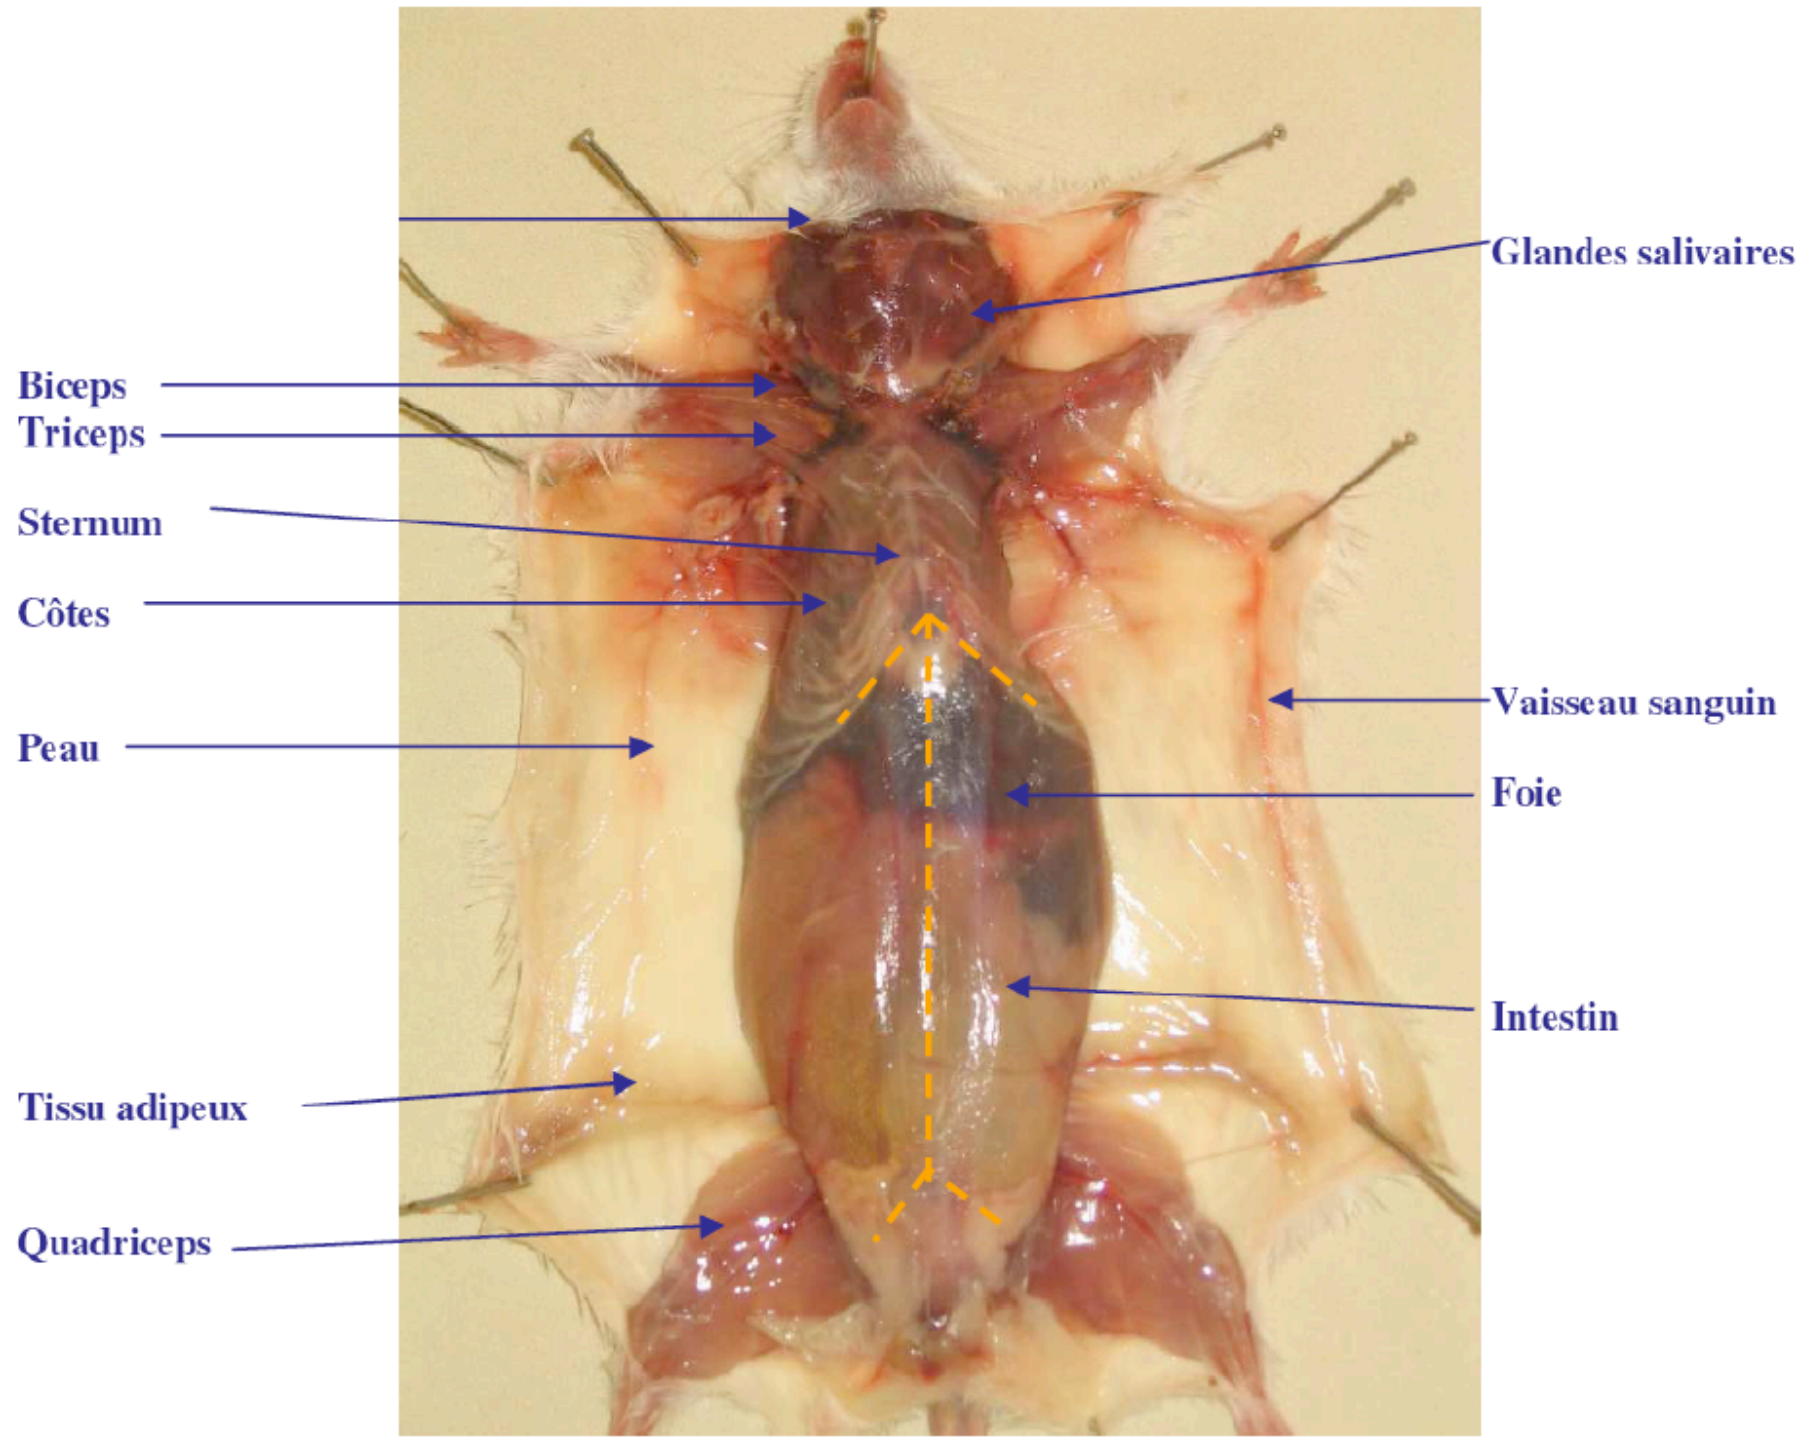 Glandes salivaires
Biceps
Triceps
Sternum
Côtes
Vaisseau sanguin
Peau
Foie
Intestin
Tissu adipeux
Quadriceps